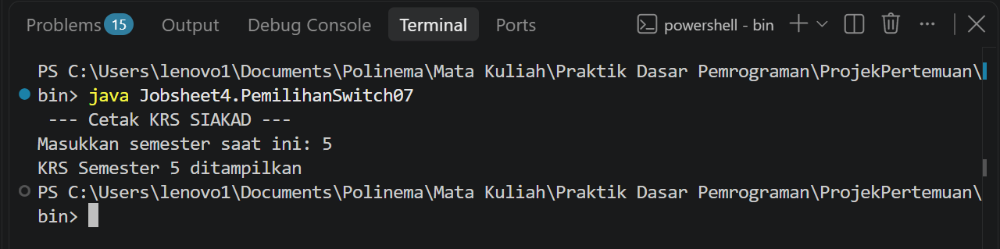 Problems 15 Output Debug Console Terminal Ports powershell - bin
PS C:\Users\lenovo1\Documents\Polinema\Mata Kuliah\Praktik Dasar Pemrograman\ProjekPertemuan\
bin> java Jobsheet4.PemilihanSwitch07
--- Cetak KRS SIAKAD ---
Masukkan semester saat ini: 5
KRS Semester 5 ditampilkan
PS C:\Users\lenovo1\Documents\Polinema\Mata Kuliah\Praktik Dasar Pemrograman\ProjekPertemuan\
bin>